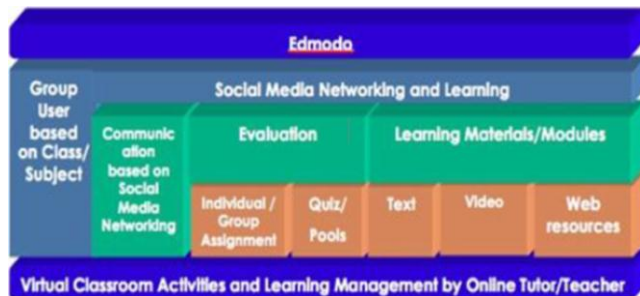 Edmodo
Group
User
based
on Class/
Subject
Social Media Networking and Learning
Communic
ation
based on
Social
Media
Networking
Evaluation
Learning Materials/Modules
Individual /
Group
Assignment
Quiz/
Pools
Text
Video
Web
resources
Virtual Classroom Activities and Learning Management by Online Tutor/Teacher